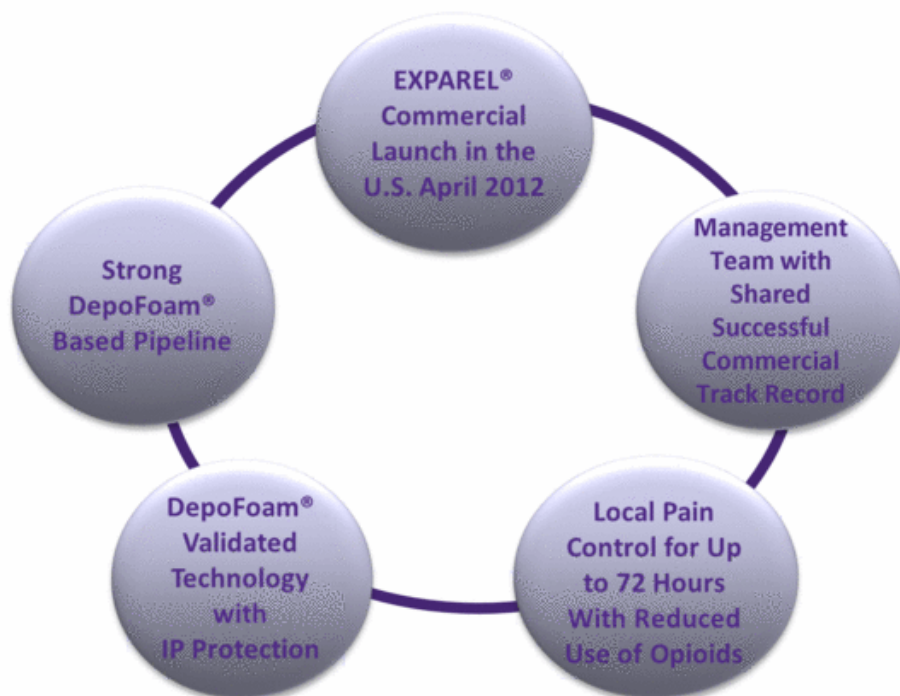 EXPAREL®
Commercial
Launch in the
U.S. April 2012
Management
Team with
Shared
Successful
Commercial
Track Record
Local Pain
Control for Up
to 72 Hours
With Reduced
Use of Opioids
DepoFoam®
Validated
Technology
with
IP Protection
Strong
DepoFoam®
Based Pipeline